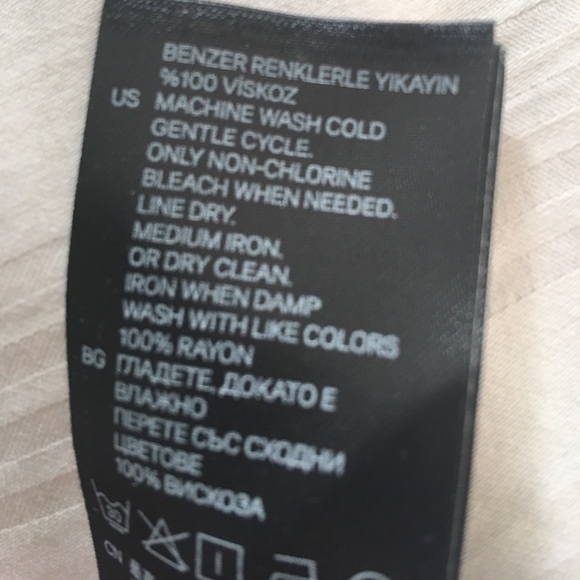 BENZER RENKLERLE YIKAYIN
%100 VİSKOZ
US MACHINE WASH COLD
GENTLE CYCLE.
ONLY NON-CHLORINE
BLEACH WHEN NEEDED.
LINE DRY.
MEDIUM IRON.
OR DRY CLEAN.
IRON WHEN DAMP
WASH WITH LIKE COLORS
100% RAYON
BG ГЛАДЕТЕ, ДОКАТО Е
ВЛАЖНО
ПЕРЕТЕ СЪС СХОДНИ
ЦВЕТОВЕ
100% ВИСКОЗА
30
CN